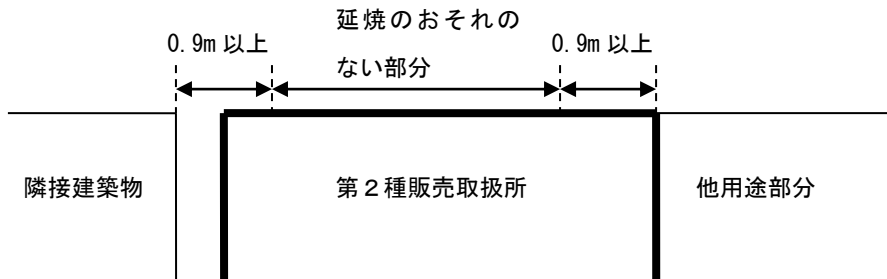 延焼のおそれの
ない部分
0.9m 以上
0.9m 以上
隣接建築物
第２種販売取扱所
他用途部分